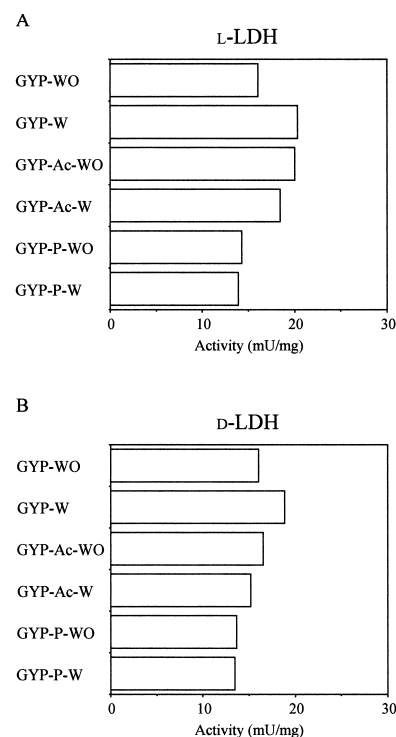 A
L-LDH
GYP-WO
GYP-W
GYP-Ac-WO
GYP-Ac-W
GYP-P-WO
GYP-P-W
0 10 20 30
Activity (mU/mg)
B
D-LDH
GYP-WO
GYP-W
GYP-Ac-WO
GYP-Ac-W
GYP-P-WO
GYP-P-W
0 10 20 30
Activity (mU/mg)